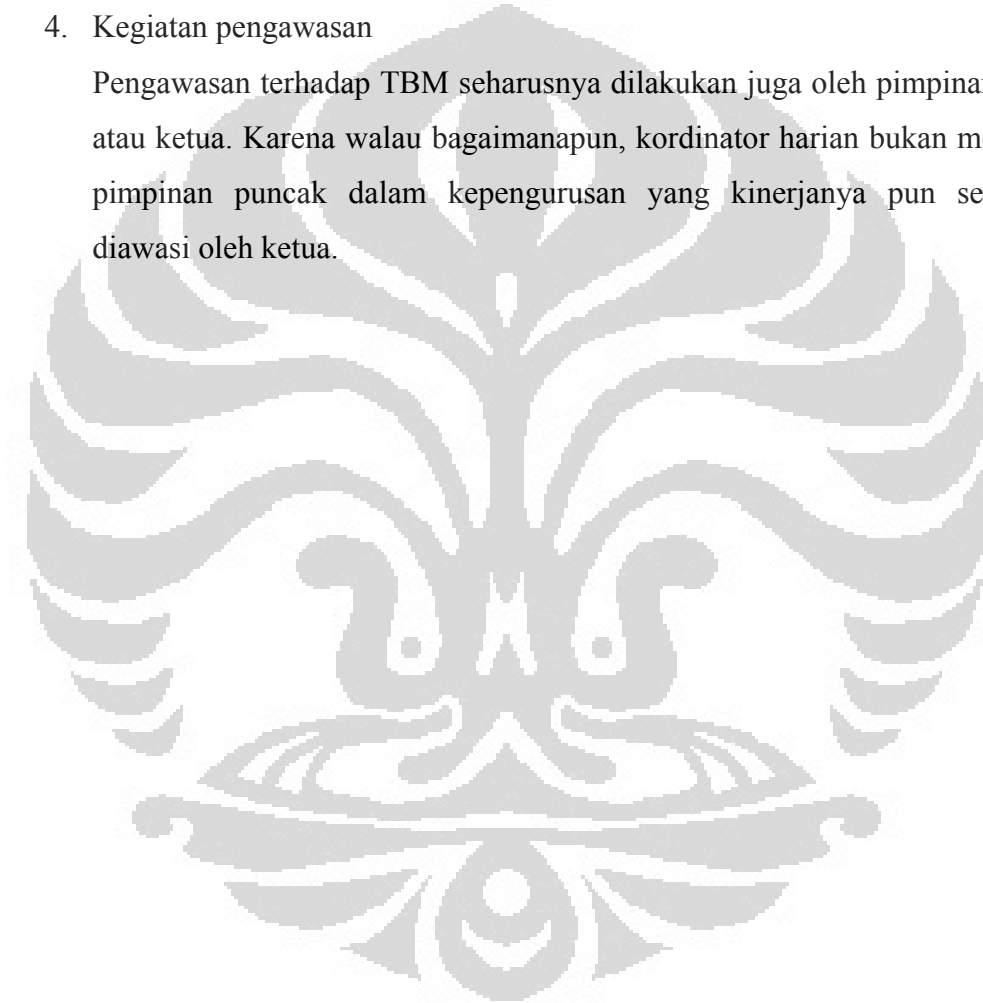 4. Kegiatan pengawasan
Pengawasan terhadap TBM seharusnya dilakukan juga oleh
atau ketua. Karena walau bagaimanapun, kordinator harian bukan
pimpinan puncak dalam kepengurusan yang kinerjanya pun
diawasi oleh ketua.